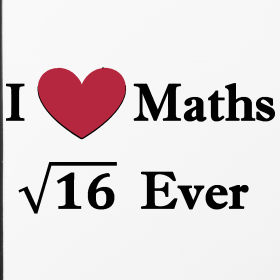 I ❤ Maths
√16 Ever